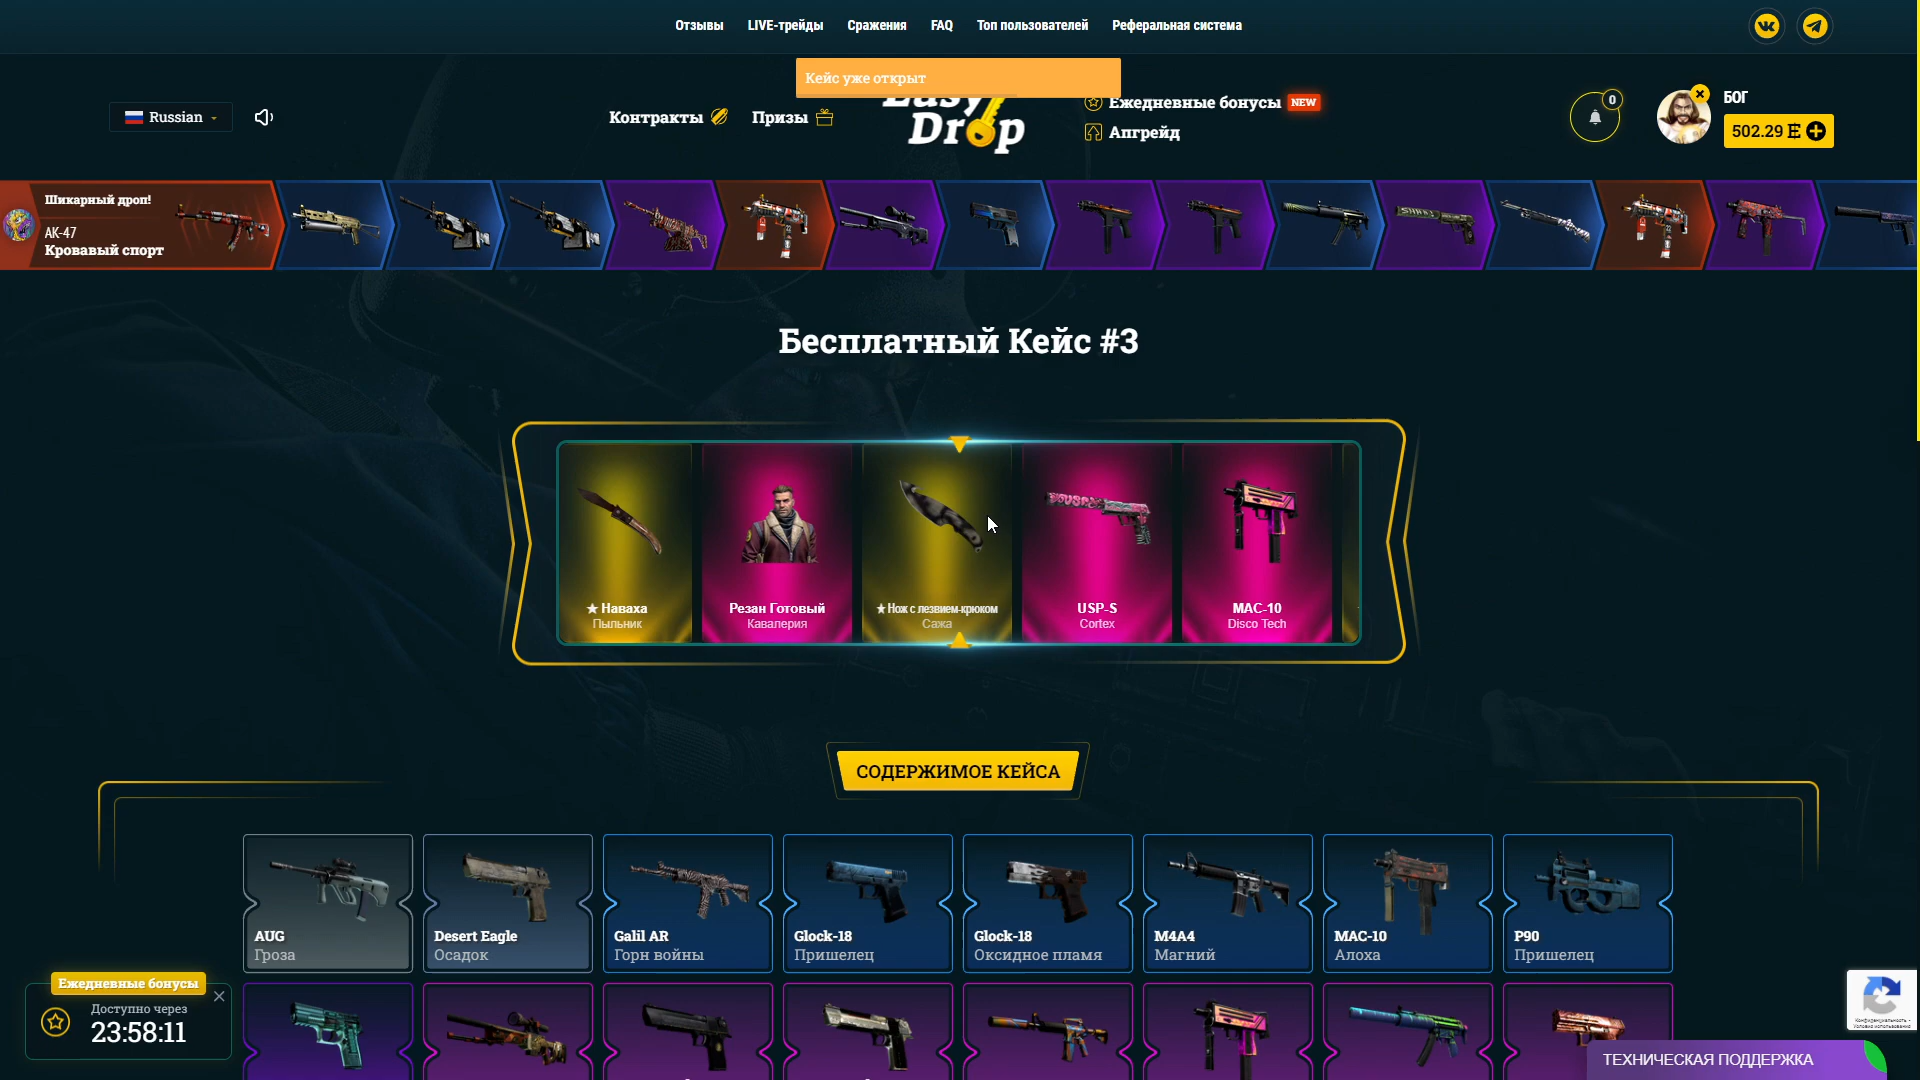 Отзывы
LIVE-трейды
Сражения
FAQ
Топ пользователей
Реферальная система
Кейс уже открыт
Russian
Контракты
Призы
Easy
Drop
Ежедневные бонусы NEW
Апгрейд
0
БОГ
502.29
Шикарный дроп!
AK-47
Кровавый спорт
Бесплатный Кейс #3
★ Наваха
Пыльник
Резан Готовый
Кавалерия
★ Нож с лезвием-крюком
Сажа
USP-S
Cortex
MAC-10
Disco Tech
СОДЕРЖИМОЕ КЕЙСА
AUG
Гроза
Desert Eagle
Осадок
Galil AR
Горн войны
Glock-18
Пришелец
Glock-18
Оксидное пламя
M4A4
Магний
MAC-10
Алоха
P90
Пришелец
Ежедневные бонусы
Доступно через
23:58:11
Конфиденциальность -
Условия использования
ТЕХНИЧЕСКАЯ ПОДДЕРЖКА